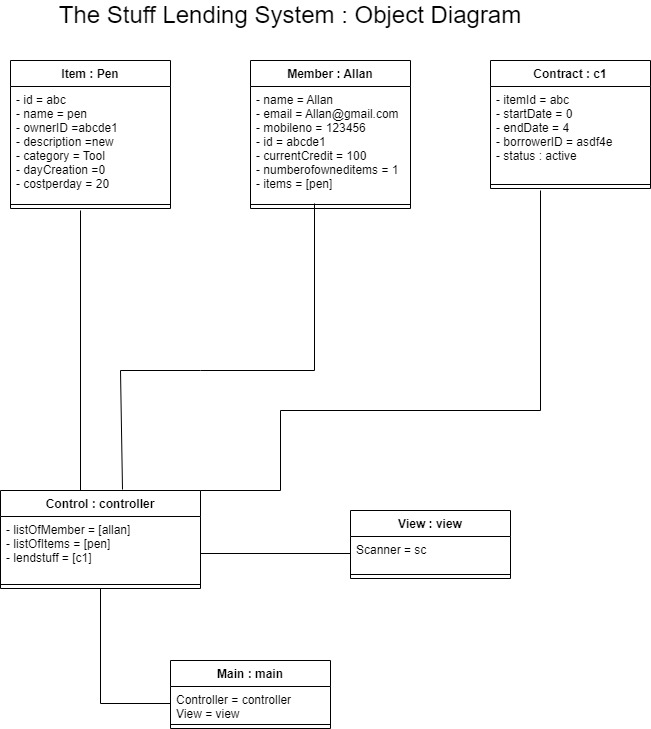 The Stuff Lending System : Object Diagram
Item : Pen
- id = abc
- name = pen
- ownerID =abcde1
- description =new
- category = Tool
- dayCreation =0
- costperday = 20
Member : Allan
- name = Allan
- email = Allan@gmail.com
- mobileno = 123456
- id = abcde1
- currentCredit = 100
- numberofowneditems = 1
- items = [pen]
Contract : c1
- itemId = abc
- startDate = 0
- endDate = 4
- borrowerID = asdf4e
- status : active
Control : controller
- listOfMember = [allan]
- listOfItems = [pen]
- lendstuff = [c1]
View : view
Scanner = sc
Main : main
Controller = controller
View = view